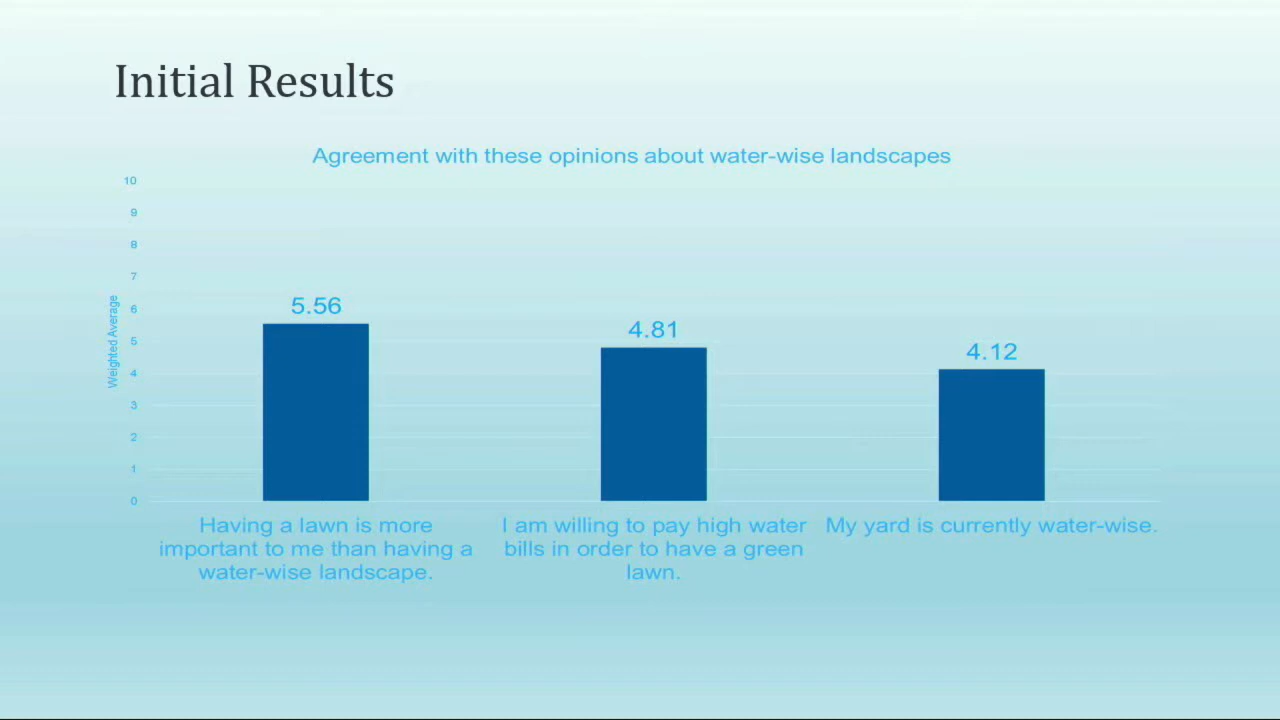 Initial Results
Agreement with these opinions about water-wise landscapes
10
9
8
7
6
5
4
3
2
1
0
Weighted Average
5.56
4.81
4.12
Having a lawn is more
important to me than having a
water-wise landscape.
I am willing to pay high water
bills in order to have a green
lawn.
My yard is currently water-wise.